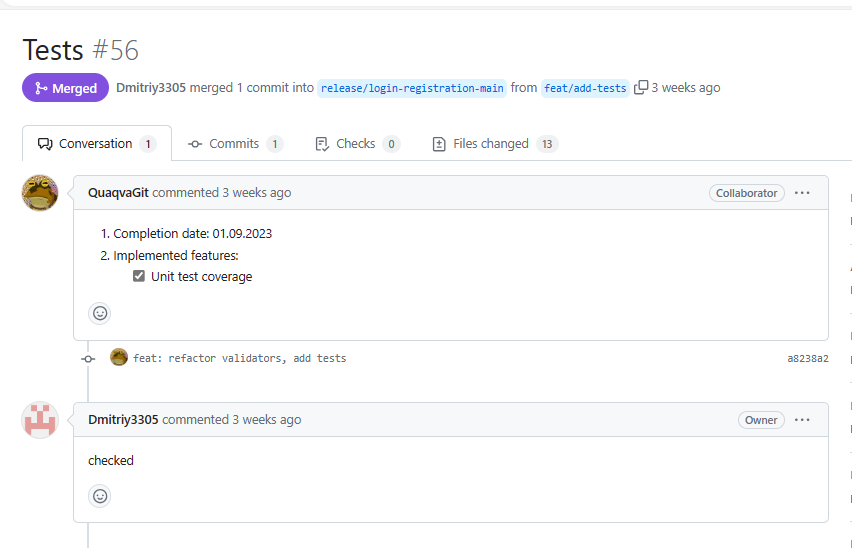 Tests #56
Merged Dmitriy3305 merged 1 commit into release/login-registration-main from feat/add-tests 3 weeks ago
Conversation 1 Commits 1 Checks 0 Files changed 13
QuaqvaGit commented 3 weeks ago Collaborator ...
1. Completion date: 01.09.2023
2. Implemented features:
Unit test coverage
feat: refactor validators, add tests a8238a2
Dmitriy3305 commented 3 weeks ago Owner ...
checked